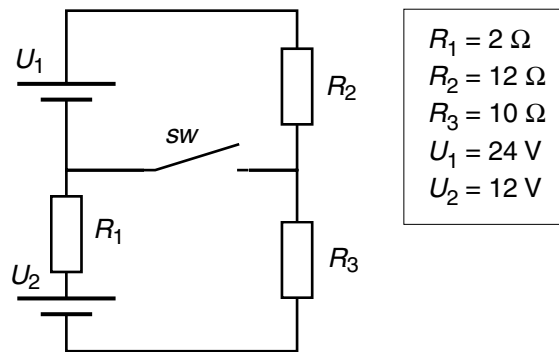 U₁
R₂
sw
R₁
U₂
R₃
R₁ = 2 Ω
R₂ = 12 Ω
R₃ = 10 Ω
U₁ = 24 V
U₂ = 12 V